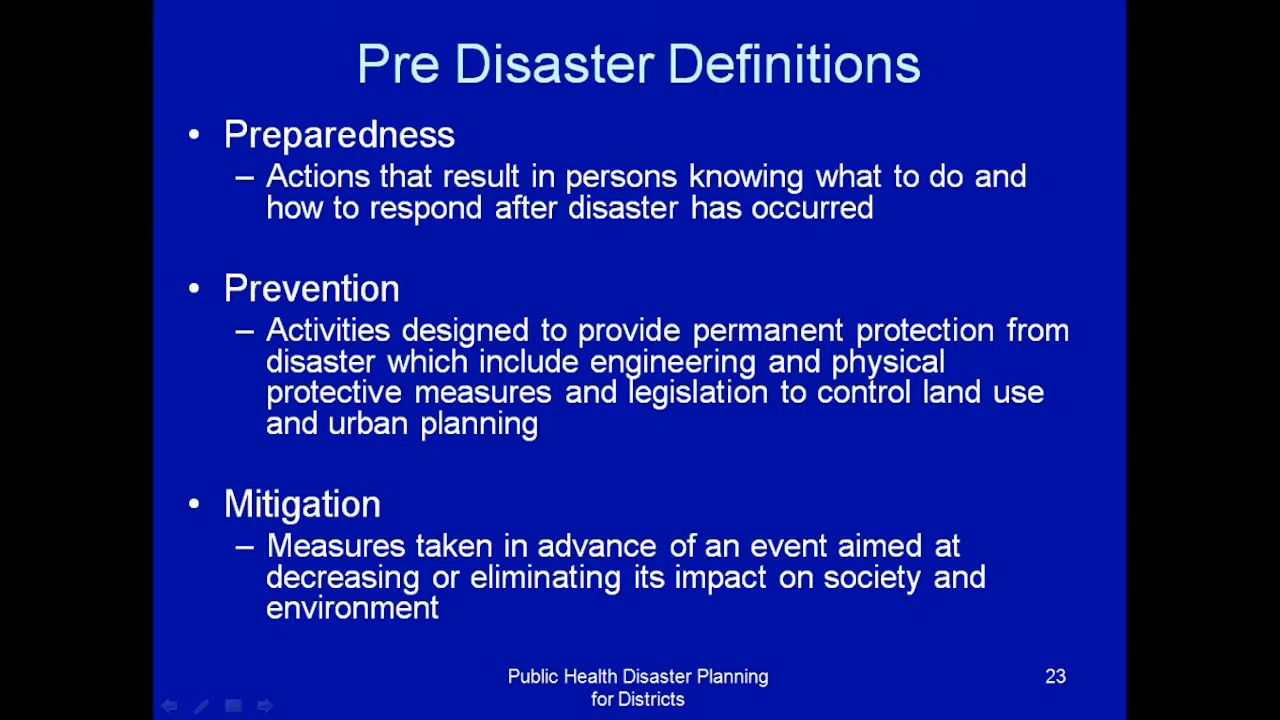 Pre Disaster Definitions
• Preparedness
– Actions that result in persons knowing what to do and
how to respond after disaster has occurred
• Prevention
– Activities designed to provide permanent protection from
disaster which include engineering and physical
protective measures and legislation to control land use
and urban planning
• Mitigation
– Measures taken in advance of an event aimed at
decreasing or eliminating its impact on society and
environment
Public Health Disaster Planning
for Districts
23